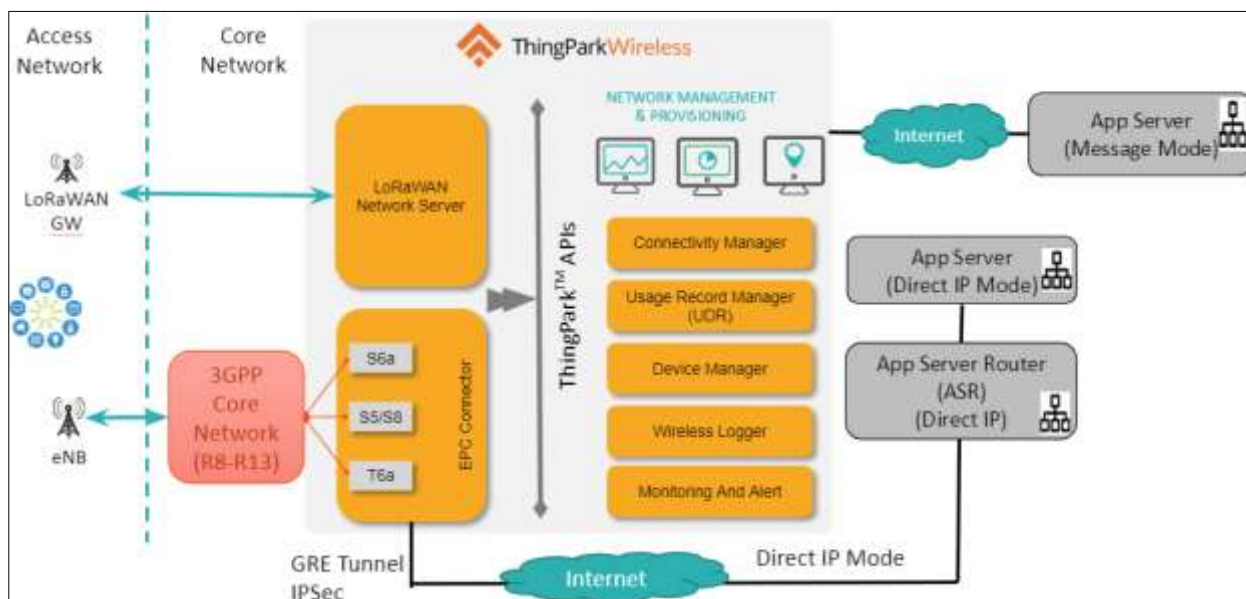 Access
Network
Core
Network
ThingParkWireless
NETWORK MANAGEMENT
& PROVISIONING
Internet
App Server
(Message Mode)
LoRaWAN
GW
LoRaWAN
Network Server
ThingPark™ APIs
Connectivity Manager
Usage Record Manager
(UDR)
Device Manager
Wireless Logger
Monitoring And Alert
App Server
(Direct IP Mode)
App Server Router
(ASR)
(Direct IP)
eNB
3GPP
Core
Network
(R8-R13)
S6a
S5/S8
T6a
EPC Connector
GRE Tunnel
IPSec
Internet
Direct IP Mode